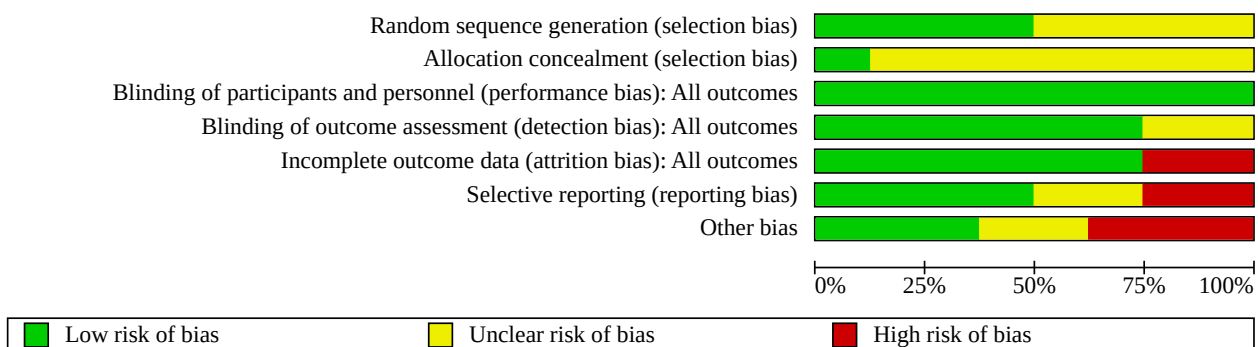 Random sequence generation (selection bias)
Allocation concealment (selection bias)
Blinding of participants and personnel (performance bias): All outcomes
Blinding of outcome assessment (detection bias): All outcomes
Incomplete outcome data (attrition bias): All outcomes
Selective reporting (reporting bias)
Other bias
0% 25% 50% 75% 100%
Low risk of bias Unclear risk of bias High risk of bias